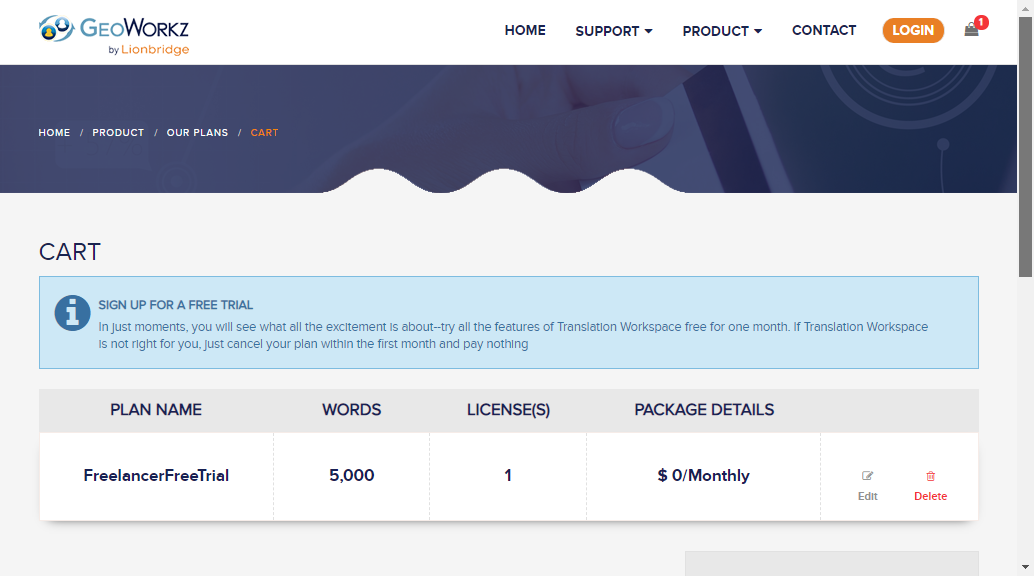 GEOWORKZ
by Lionbridge
HOME SUPPORT PRODUCT CONTACT LOGIN 1
HOME / PRODUCT / OUR PLANS / CART
CART
SIGN UP FOR A FREE TRIAL
In just moments, you will see what all the excitement is about--try all the features of Translation Workspace free for one month. If Translation Workspace
is not right for you, just cancel your plan within the first month and pay nothing
PLAN NAME WORDS LICENSE(S) PACKAGE DETAILS
FreelancerFreeTrial 5,000 1 $ 0/Monthly
Edit Delete